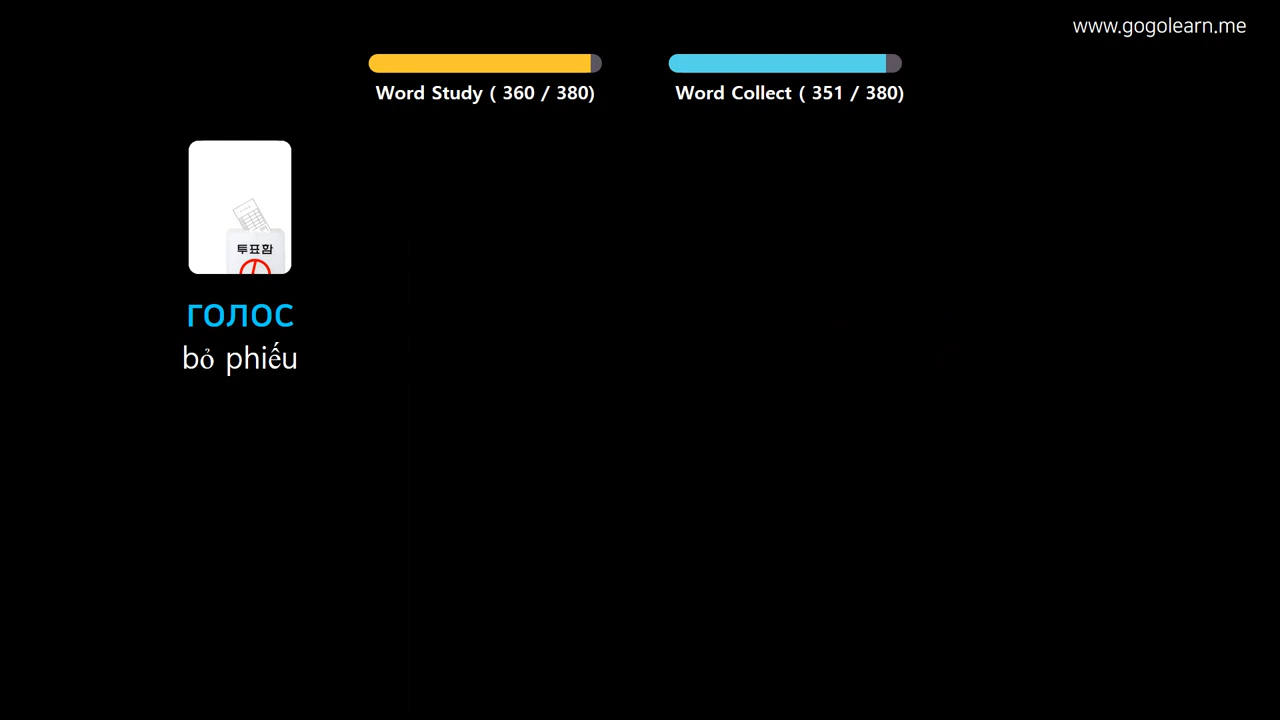 www.gogolearn.me
Word Study ( 360 / 380)
Word Collect ( 351 / 380)
투표함
голос
bỏ phiếu